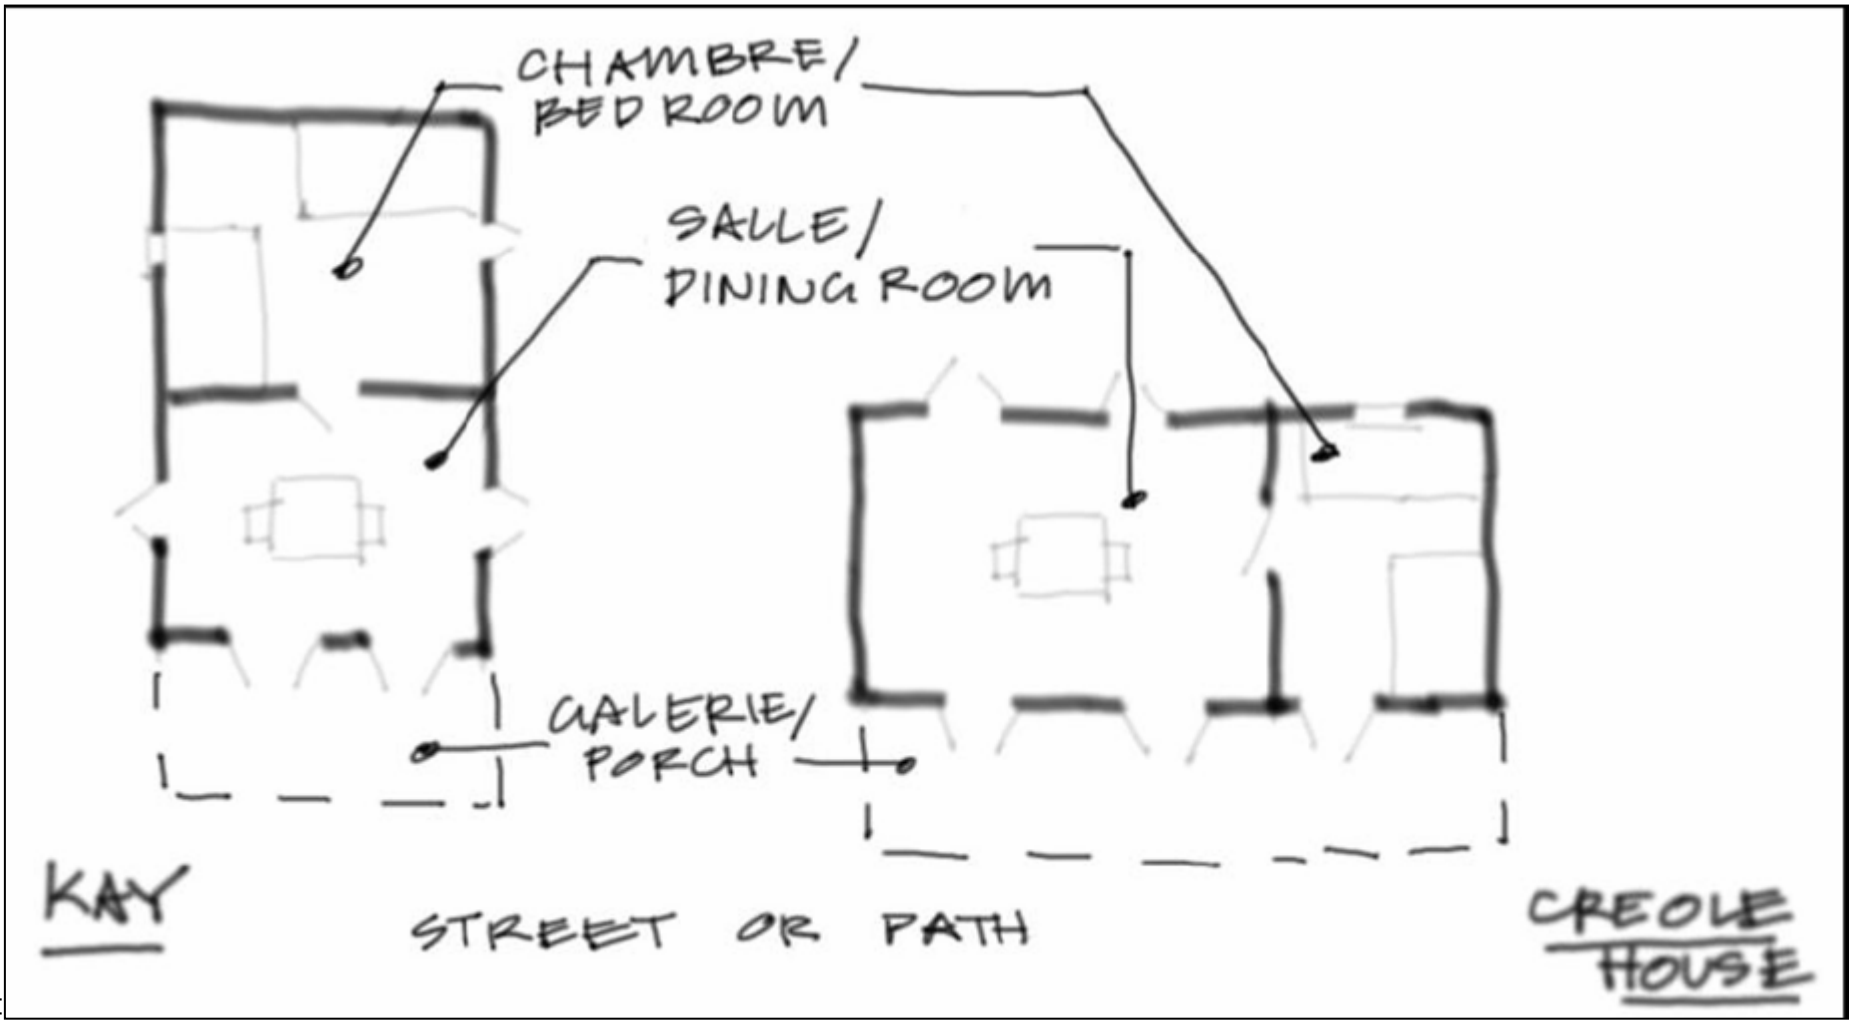 CHAMBRE/
BEDROOM
SALLE/
DINING ROOM
GALERIE/
PORCH
KAY
STREET OR PATH
CREOLE
HOUSE